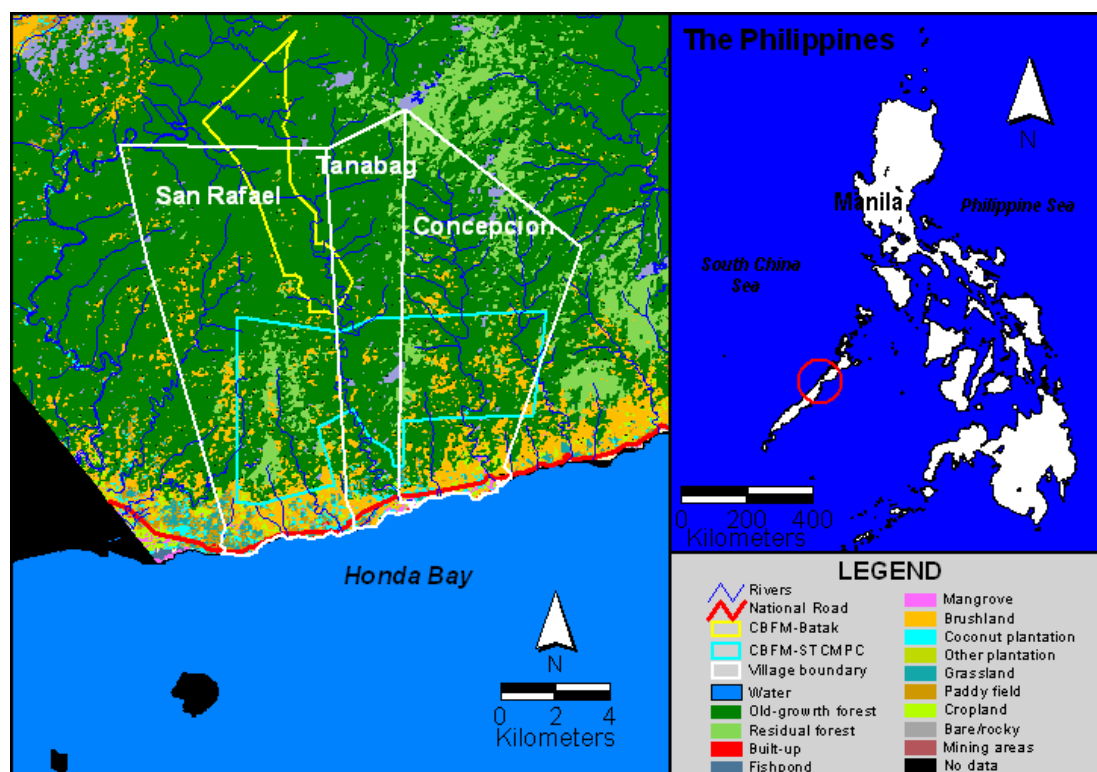 San Rafael
Tanabag
Concepcion
Honda Bay
N
0 2 4
Kilometers
The Philippines
N
Manila
Philippine Sea
South China
Sea
0 200 400
Kilometers
LEGEND
Rivers
National Road
CBFM-Batak
CBFM-STCMPC
Village boundary
Water
Old-growth forest
Residual forest
Built-up
Fishpond
Mangrove
Brushland
Coconut plantation
Other plantation
Grassland
Paddy field
Cropland
Bare/rocky
Mining areas
No data